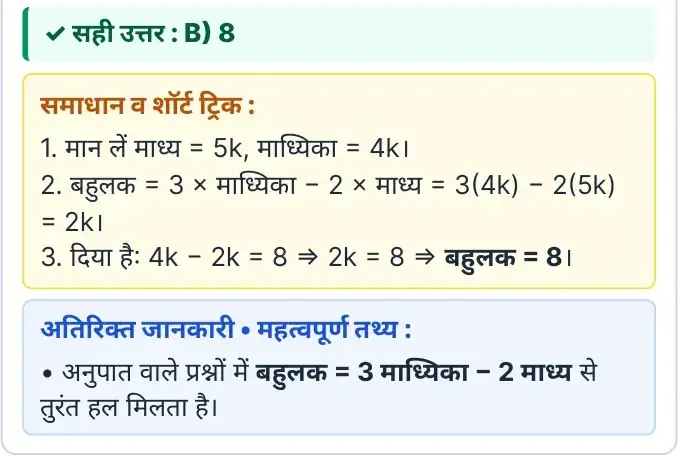 ✓ सही उत्तर : B) 8
समाधान व शॉर्ट ट्रिक :
1. मान लें माध्य = 5k, माध्यिका = 4k।
2. बहुलक = 3 × माध्यिका − 2 × माध्य = 3(4k) − 2(5k)
= 2k।
3. दिया है: 4k − 2k = 8 ⇒ 2k = 8 ⇒ बहुलक = 8।
अतिरिक्त जानकारी • महत्वपूर्ण तथ्य :
• अनुपात वाले प्रश्नों में बहुलक = 3 माध्यिका − 2 माध्य से
तुरंत हल मिलता है।